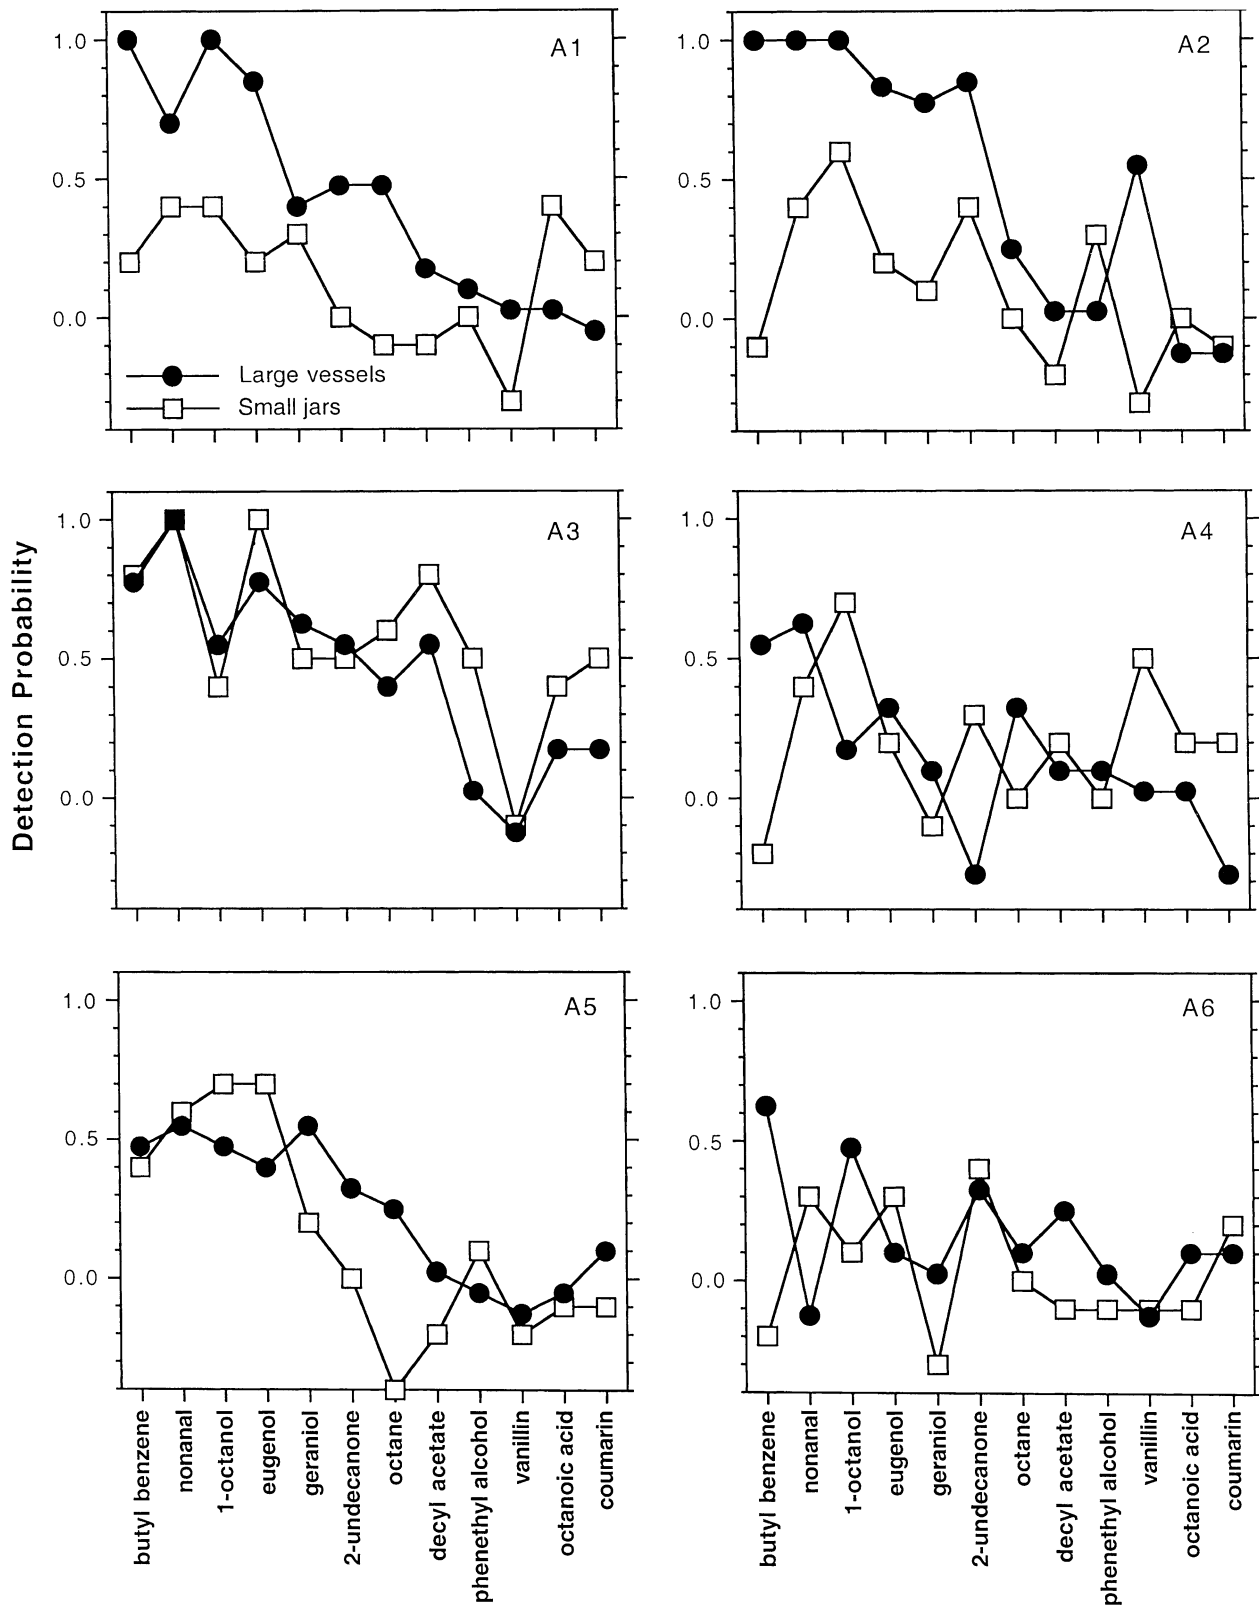 A1
1.0
0.5
0.0
Large vessels
Small jars
A2
1.0
0.5
0.0
A3
1.0
0.5
0.0
A4
1.0
0.5
0.0
Detection Probability
A5
1.0
0.5
0.0
A6
1.0
0.5
0.0
butyl benzene
nonanal
1-octanol
eugenol
geraniol
2-undecanone
octane
decyl acetate
phenethyl alcohol
vanillin
octanoic acid
coumarin
butyl benzene
nonanal
1-octanol
eugenol
geraniol
2-undecanone
octane
decyl acetate
phenethyl alcohol
vanillin
octanoic acid
coumarin